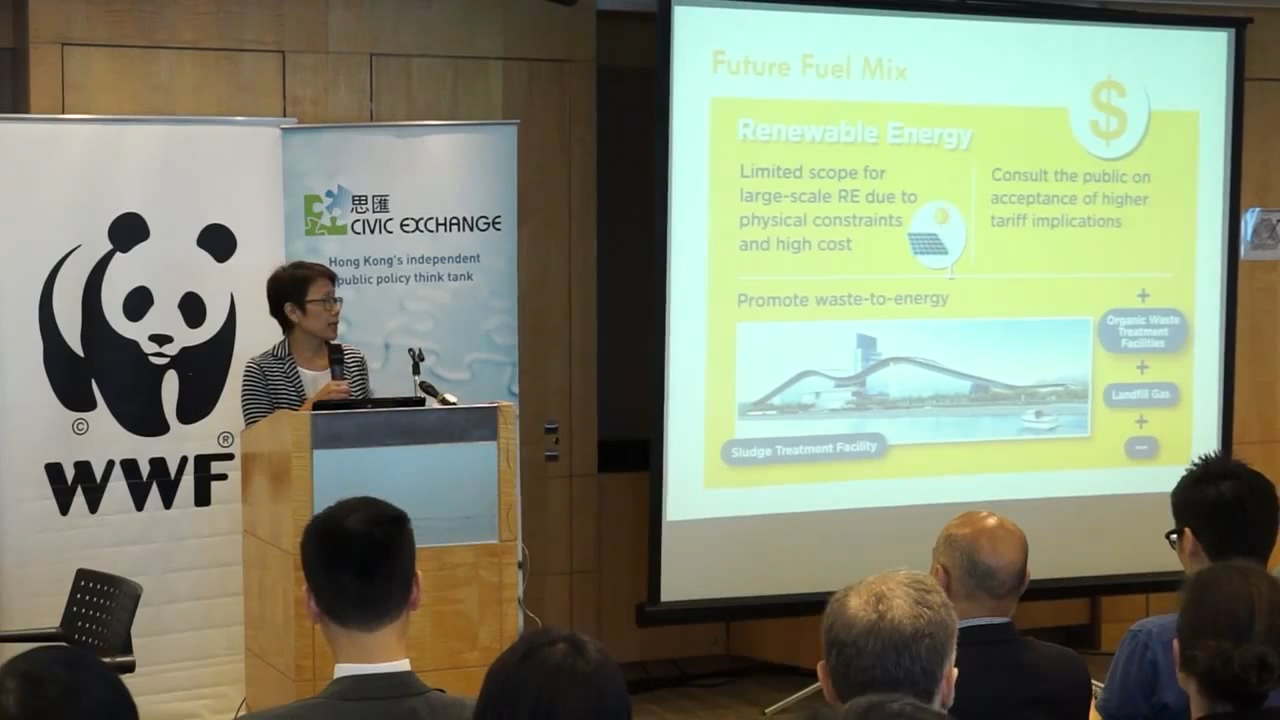 ©
®
WWF
思匯
CIVIC EXCHANGE
Hong Kong's independent
public policy think tank
Future Fuel Mix
$
Renewable Energy
Limited scope for
large-scale RE due to
physical constraints
and high cost
Consult the public on
acceptance of higher
tariff implications
Promote waste-to-energy
Sludge Treatment Facility
+
Organic Waste
Treatment
Facilities
+
Landfill Gas
+
...